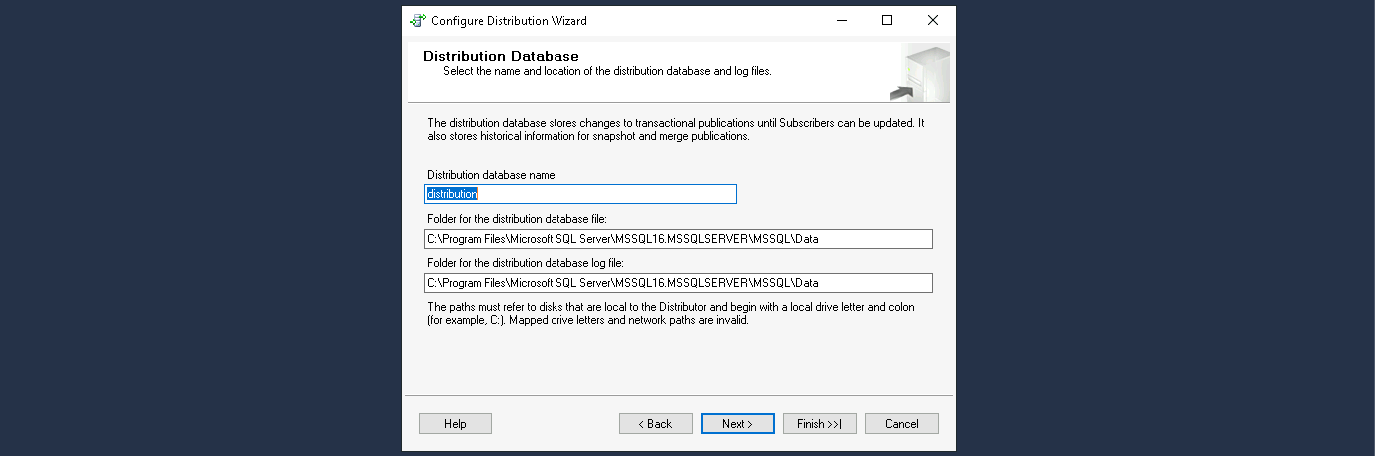 Configure Distribution Wizard
Distribution Database
Select the name and location of the distribution database and log files.
The distribution database stores changes to transactional publications until Subscribers can be updated. It
also stores historical information for snapshot and merge publications.
Distribution database name
distribution
Folder for the distribution database file:
C:\Program Files\Microsoft SQL Server\MSSQL16.MSSQLSERVER\MSSQL\Data
Folder for the distribution database log file:
C:\Program Files\Microsoft SQL Server\MSSQL16.MSSQLSERVER\MSSQL\Data
The paths must refer to disks that are local to the Distributor and begin with a local drive letter and colon
(for example, C:). Mapped drive letters and network paths are invalid.
Help
< Back
Next >
Finish >>|
Cancel